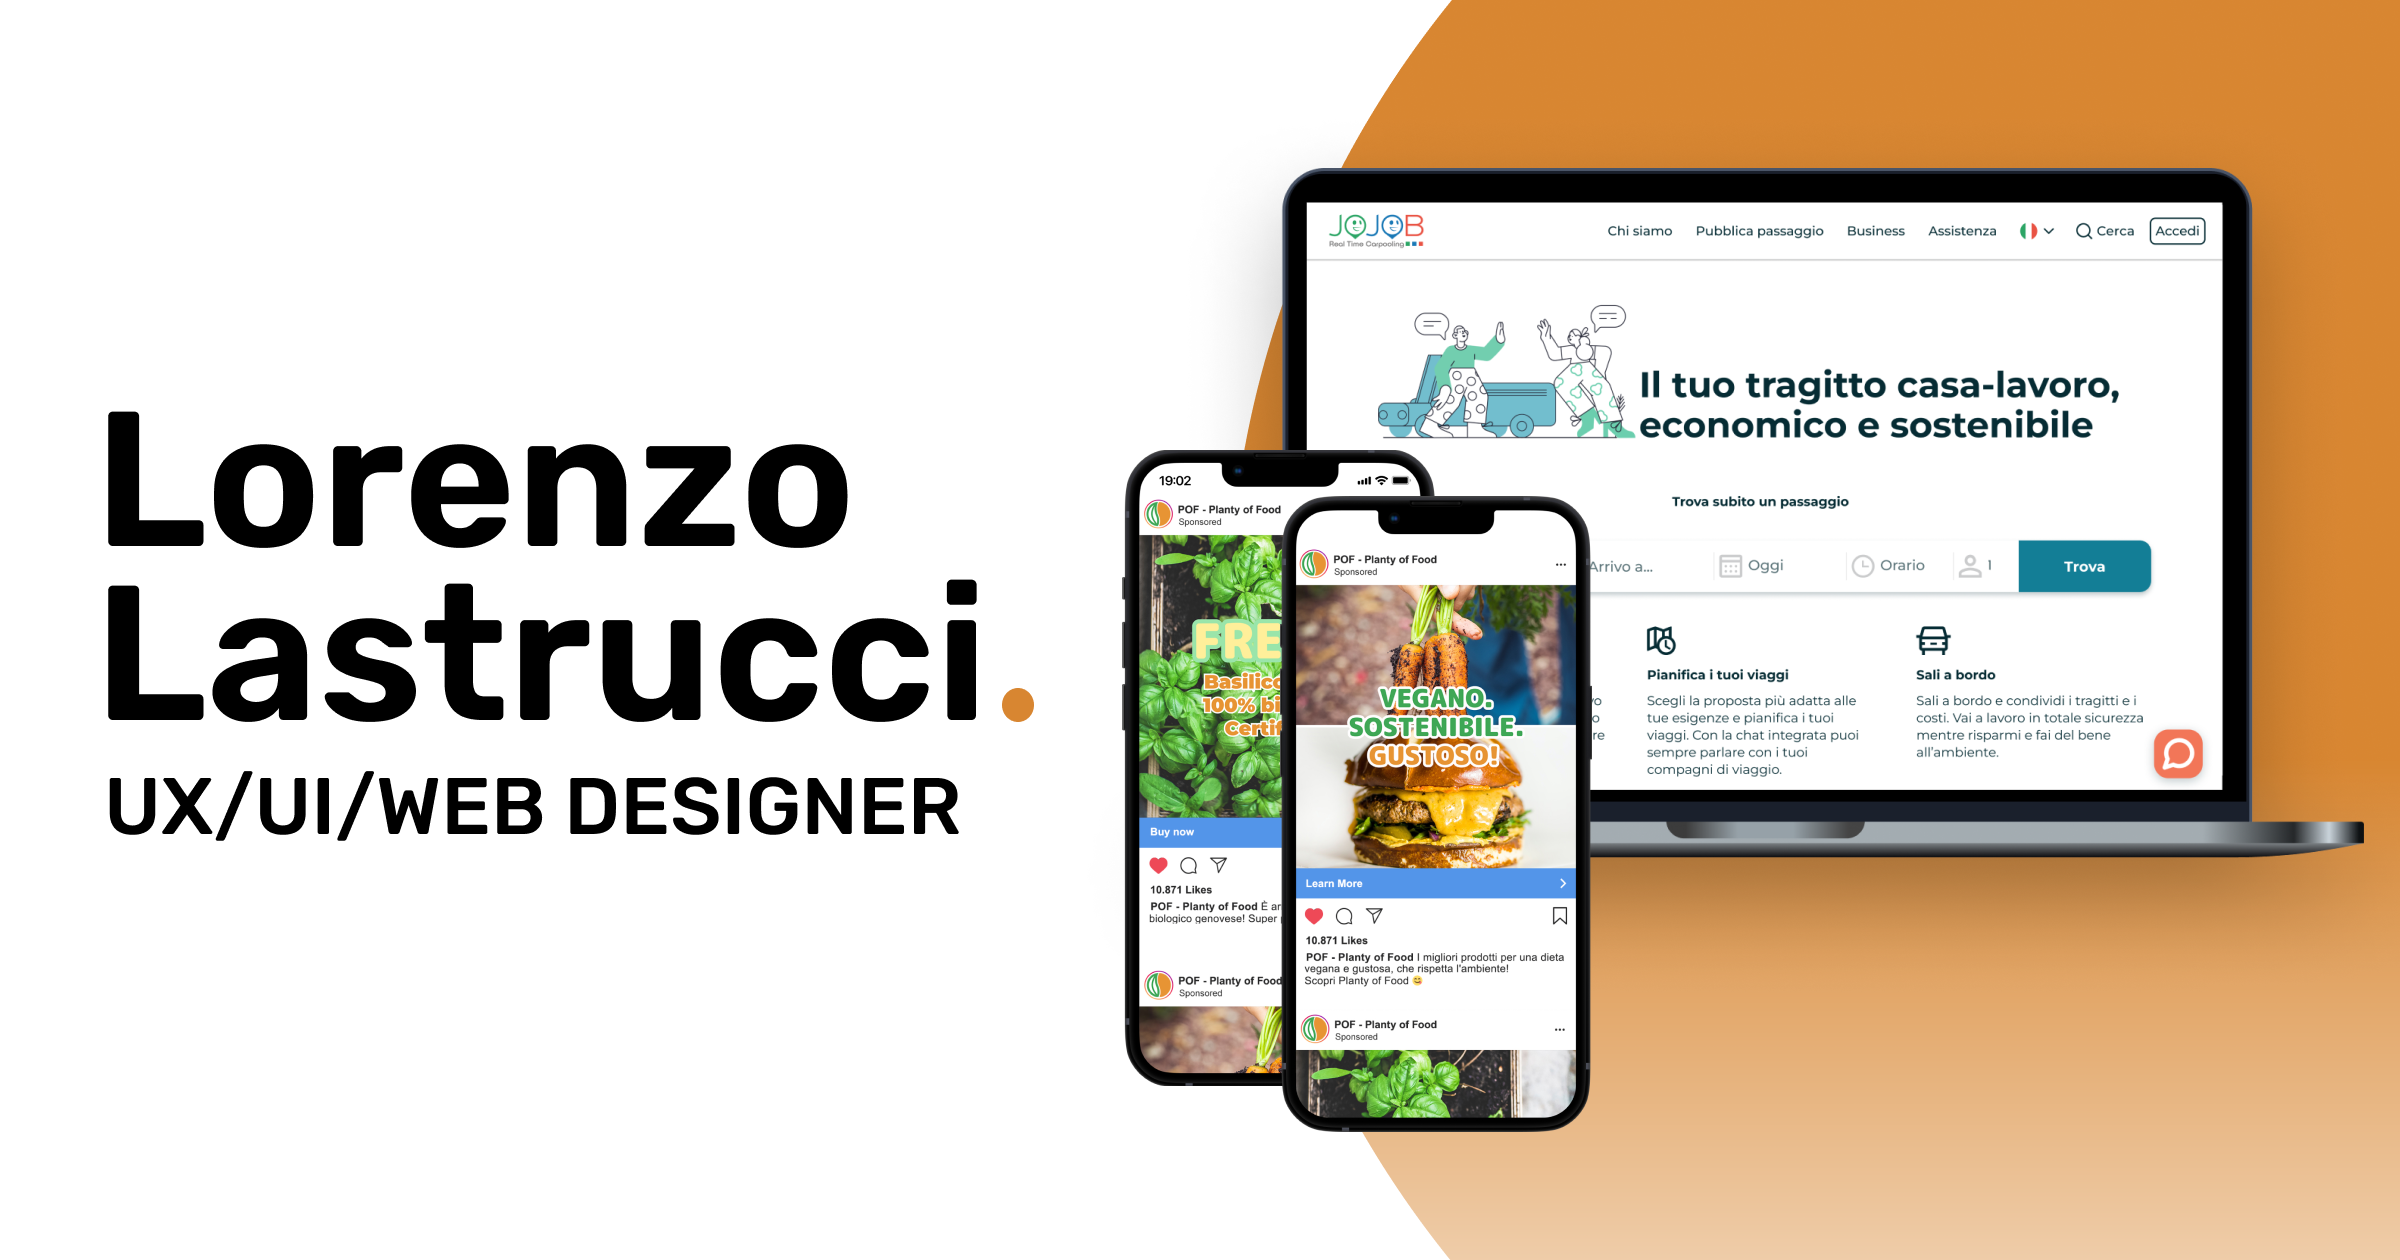 Lorenzo
Lastrucci.
UX/UI/WEB DESIGNER
JOJOB
Real Time Carpooling
Chi siamo
Pubblica passaggio
Business
Assistenza
Cerca
Accedi
Il tuo tragitto casa-lavoro,
economico e sostenibile
Trova subito un passaggio
Arrivo a...
Oggi
Orario
1
Trova
Pianifica i tuoi viaggi
Scegli la proposta più adatta alle
tue esigenze e pianifica i tuoi
viaggi. Con la chat integrata puoi
sempre parlare con i tuoi
compagni di viaggio.
Sali a bordo
Sali a bordo e condividi i tragitti e i
costi. Vai a lavoro in totale sicurezza
mentre risparmi e fai del bene
all'ambiente.
19:02
POF - Planty of Food
Sponsored
FRE
Basilico
100% bi
Certif
Buy now
10.871 Likes
POF - Planty of Food È ar
biologico genovese! Super
POF - Planty of Food
Sponsored
POF - Planty of Food
Sponsored
VEGANO.
SOSTENIBILE.
GUSTOSO!
Learn More
10.871 Likes
POF - Planty of Food I migliori prodotti per una dieta
vegana e gustosa, che rispetta l'ambiente!
Scopri Planty of Food 😋
POF - Planty of Food
Sponsored